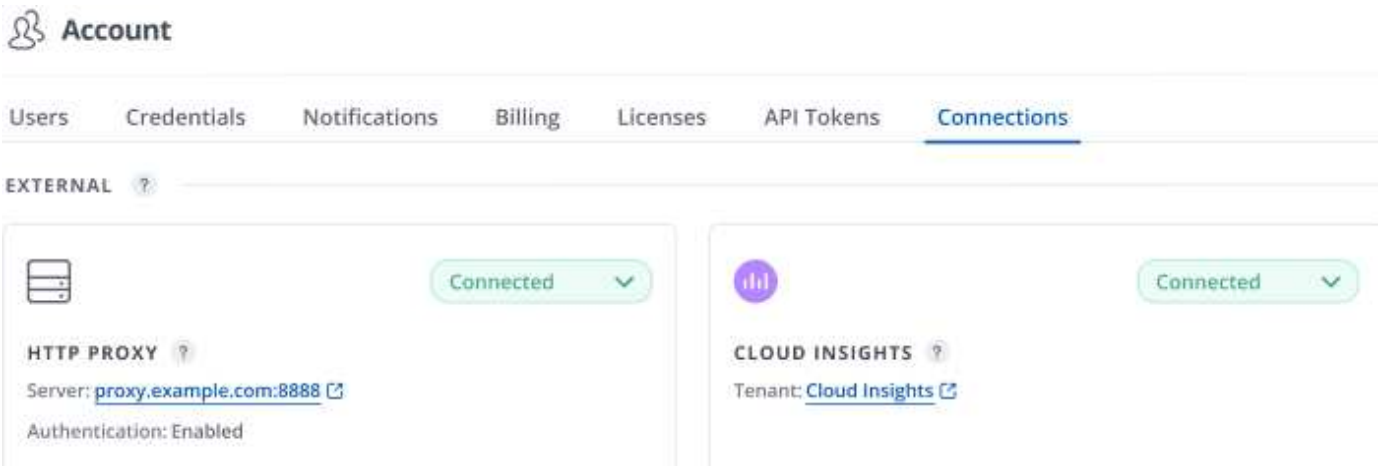 Account
Users Credentials Notifications Billing Licenses API Tokens Connections
EXTERNAL ?
Connected
Connected
HTTP PROXY ?
CLOUD INSIGHTS ?
Server: proxy.example.com:8888
Tenant: Cloud Insights
Authentication: Enabled